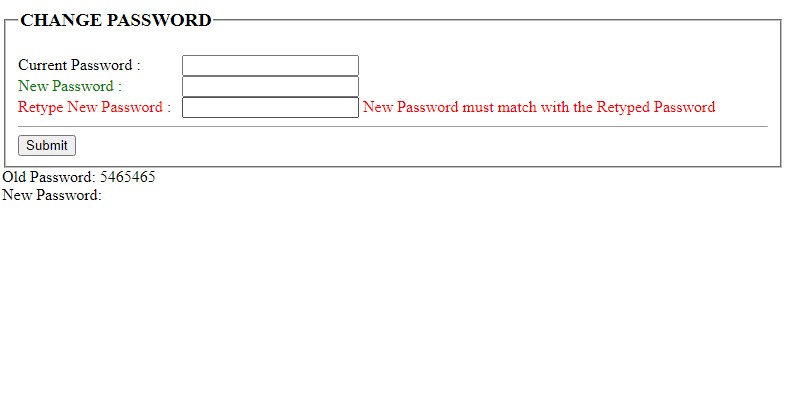 CHANGE PASSWORD
Current Password :
New Password :
Retype New Password : New Password must match with the Retyped Password
Submit
Old Password: 5465465
New Password: